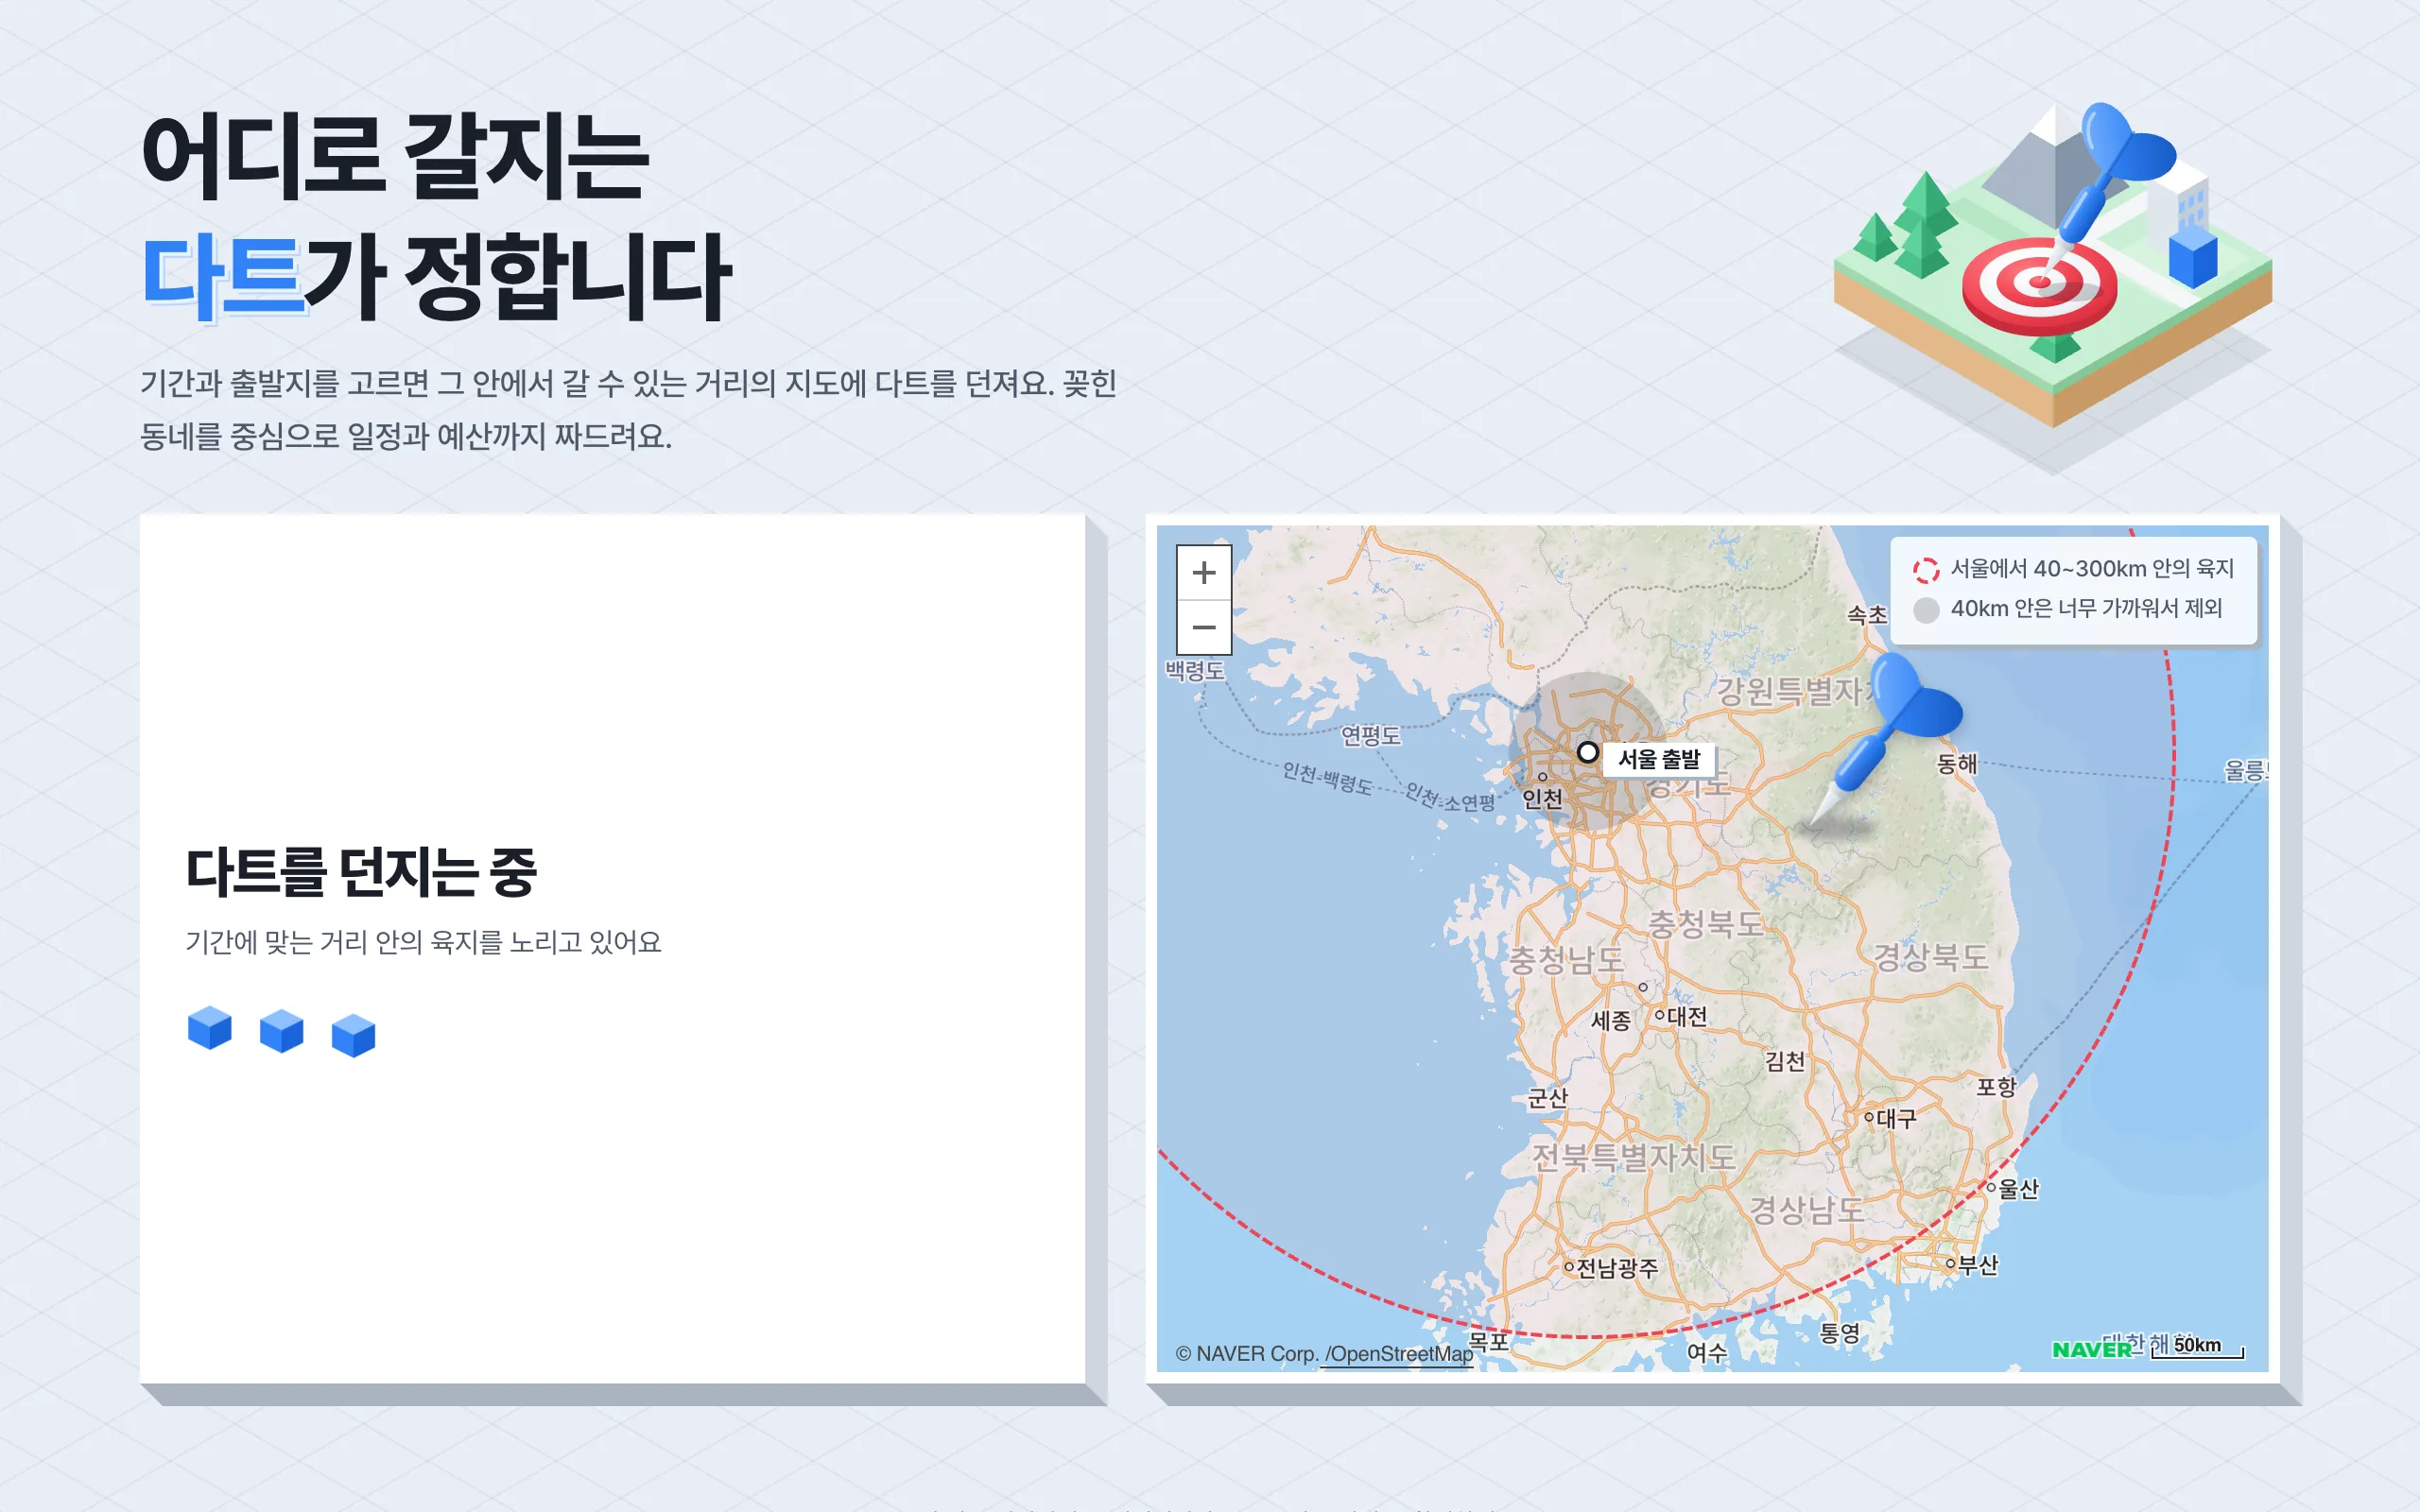 어디로 갈지는
다트가 정합니다
기간과 출발지를 고르면 그 안에서 갈 수 있는 거리의 지도에 다트를 던져요. 꽂힌
동네를 중심으로 일정과 예산까지 짜드려요.
다트를 던지는 중
기간에 맞는 거리 안의 육지를 노리고 있어요
+
−
서울에서 40~300km 안의 육지
40km 안은 너무 가까워서 제외
속초
백령도
강원특별자
연평도
서울 출발
동해
인천-백령도
인천-소연평
인천
경기도
충청북도
충청남도
경상북도
세종
대전
김천
군산
포항
대구
전북특별자치도
울산
경상남도
전남광주
부산
목포
통영
여수
© NAVER Corp. /OpenStreetMap
NAVER
대한해
50km